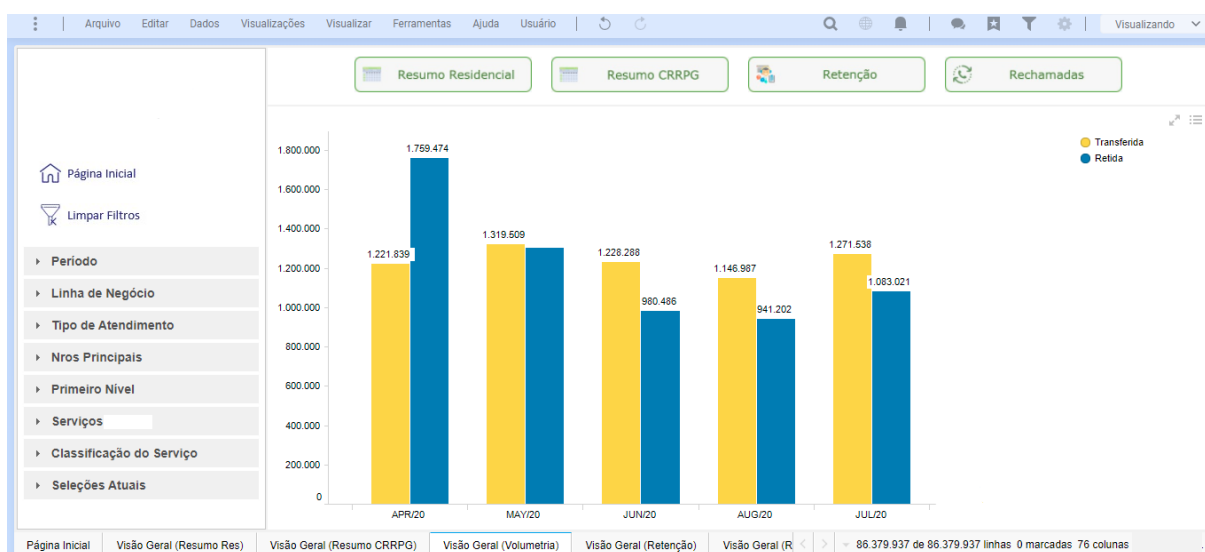 Arquivo Editar Dados Visualizações Visualizar Ferramentas Ajuda Usuário Visualizando
Resumo Residencial Resumo CRRPG Retenção Rechamadas
Página Inicial
Limpar Filtros
Período
Linha de Negócio
Tipo de Atendimento
Nros Principais
Primeiro Nível
Serviços
Classificação do Serviço
Seleções Atuais
Transferida
Retida
1.800.000
1.600.000
1.400.000
1.200.000
1.000.000
800.000
600.000
400.000
200.000
0
1.221.839 1.759.474 1.319.509 1.228.288 980.486 1.146.987 941.202 1.271.538 1.083.021
APR/20 MAY/20 JUN/20 AUG/20 JUL/20
Página Inicial Visão Geral (Resumo Res) Visão Geral (Resumo CRRPG) Visão Geral (Volumetria) Visão Geral (Retenção) Visão Geral (R 86.379.937 de 86.379.937 linhas 0 marcadas 76 colunas